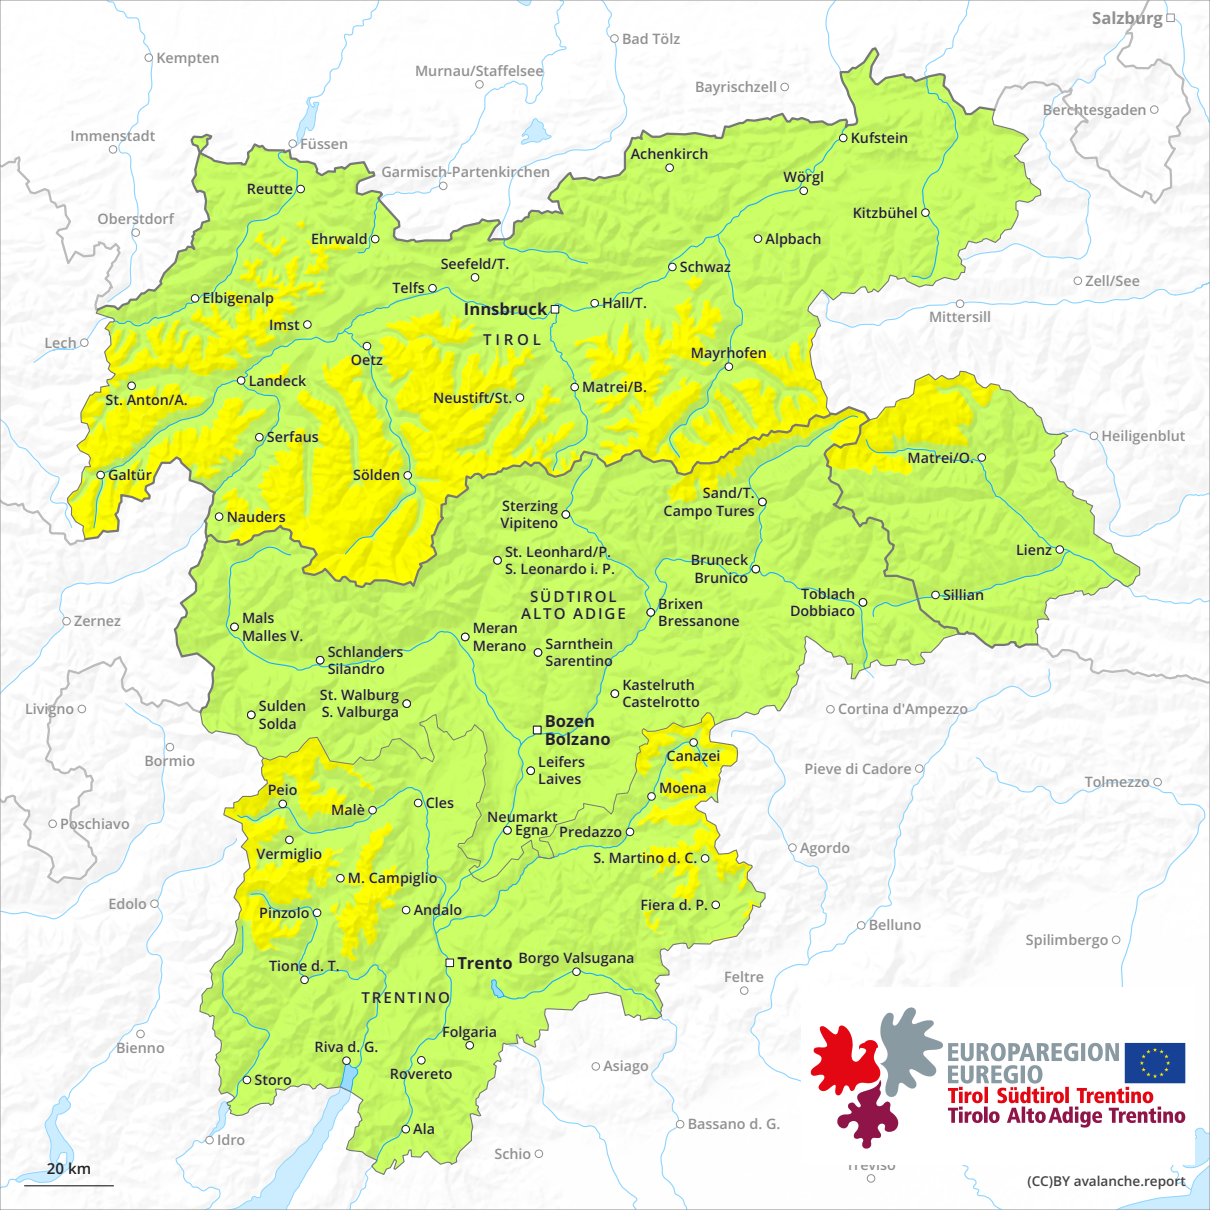 Salzburg
Bad Tölz
Kempten
Murnau/Staffelsee
Bayrischzell
Berchtesgaden
Immenstadt
Füssen
Kufstein
Achenkirch
Garmisch-Partenkirchen
Wörgl
Reutte
Kitzbühel
Oberstdorf
Ehrwald
Alpbach
Seefeld/T.
Schwaz
Zell/See
Telfs
Elbigenalp
Hall/T.
Innsbruck
Mittersill
Imst
TIROL
Lech
Oetz
Mayrhofen
Landeck
Matrei/B.
St. Anton/A.
Neustift/St.
Serfaus
Heiligenblut
Matrei/O.
Galtür
Sölden
Sand/T.
Campo Tures
Sterzing
Vipiteno
Nauders
St. Leonhard/P.
S. Leonardo i. P.
Bruneck
Brunico
Lienz
SÜDTIROL
ALTO ADIGE
Toblach
Dobbiaco
Sillian
Brixen
Bressanone
Zernez
Mals
Malles V.
Meran
Merano
Sarnthein
Sarentino
Schlanders
Silandro
Kastelruth
Castelrotto
St. Walburg
S. Valburga
Livigno
Sulden
Solda
Cortina d'Ampezzo
Bozen
Bolzano
Bormio
Canazei
Leifers
Laives
Pieve di Cadore
Tolmezzo
Peio
Moena
Malè
Cles
Neumarkt
Egna
Predazzo
Poschiavo
Vermiglio
Agordo
S. Martino d. C.
M. Campiglio
Edolo
Pinzolo
Andalo
Fiera d. P.
Belluno
Spilimbergo
Trento
Borgo Valsugana
Tione d. T.
Feltre
TRENTINO
Folgaria
Bienno
Riva d. G.
Rovereto
Asiago
Storo
EUROPAREGION
EUREGIO
Tirol Südtirol Trentino
Tirolo Alto Adige Trentino
Ala
Bassano d. G.
Idro
Schio
Treviso
20 km
(CC)BY avalanche.report